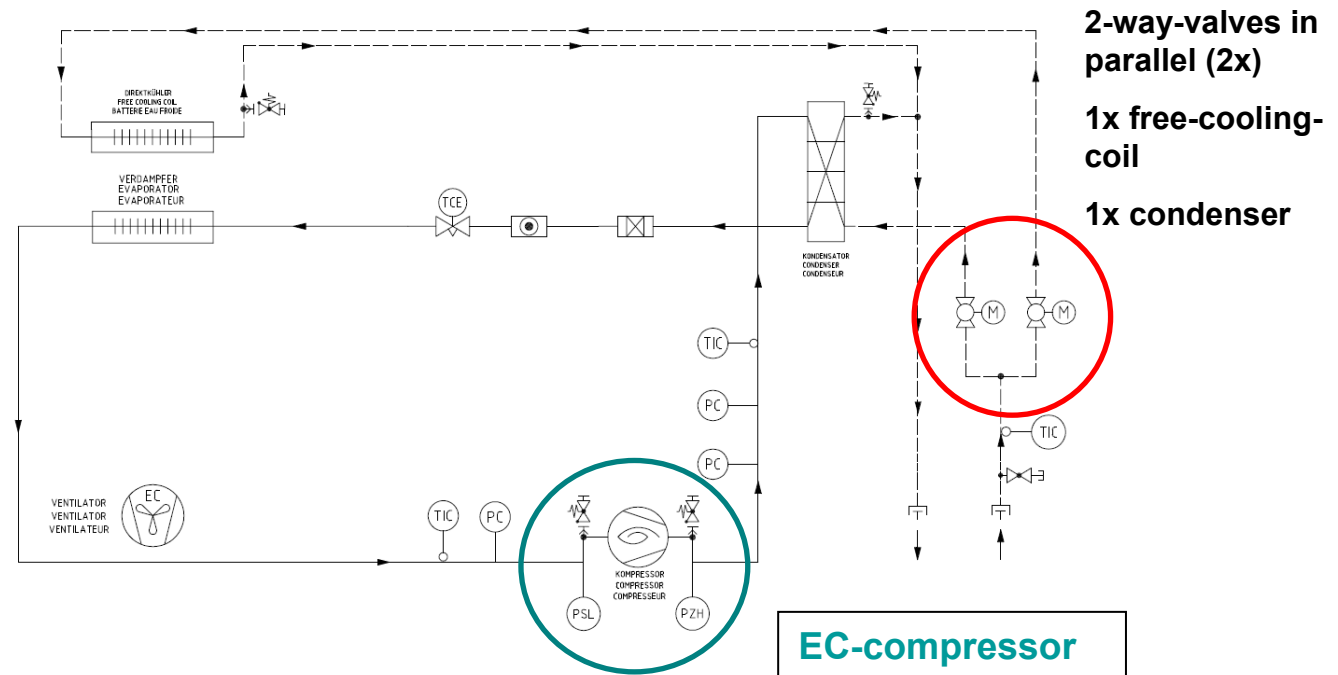 2-way-valves in
parallel (2x)
1x free-cooling-
coil
1x condenser
DIREKTKÜHLER
FREE COOLING COIL
BATTERE EAU FROIDE
VERDAMPFER
EVAPORATOR
EVAPORATEUR
TCE
KONDENSATOR
CONDENSER
CONDENSEUR
M
M
TIC
PC
TIC
PC
VENTILATOR
VENTILATOR
VENTILATEUR
EC
TIC
PC
KOMPRESSOR
COMPRESSOR
COMPRESSEUR
PSL
PZH
EC-compressor